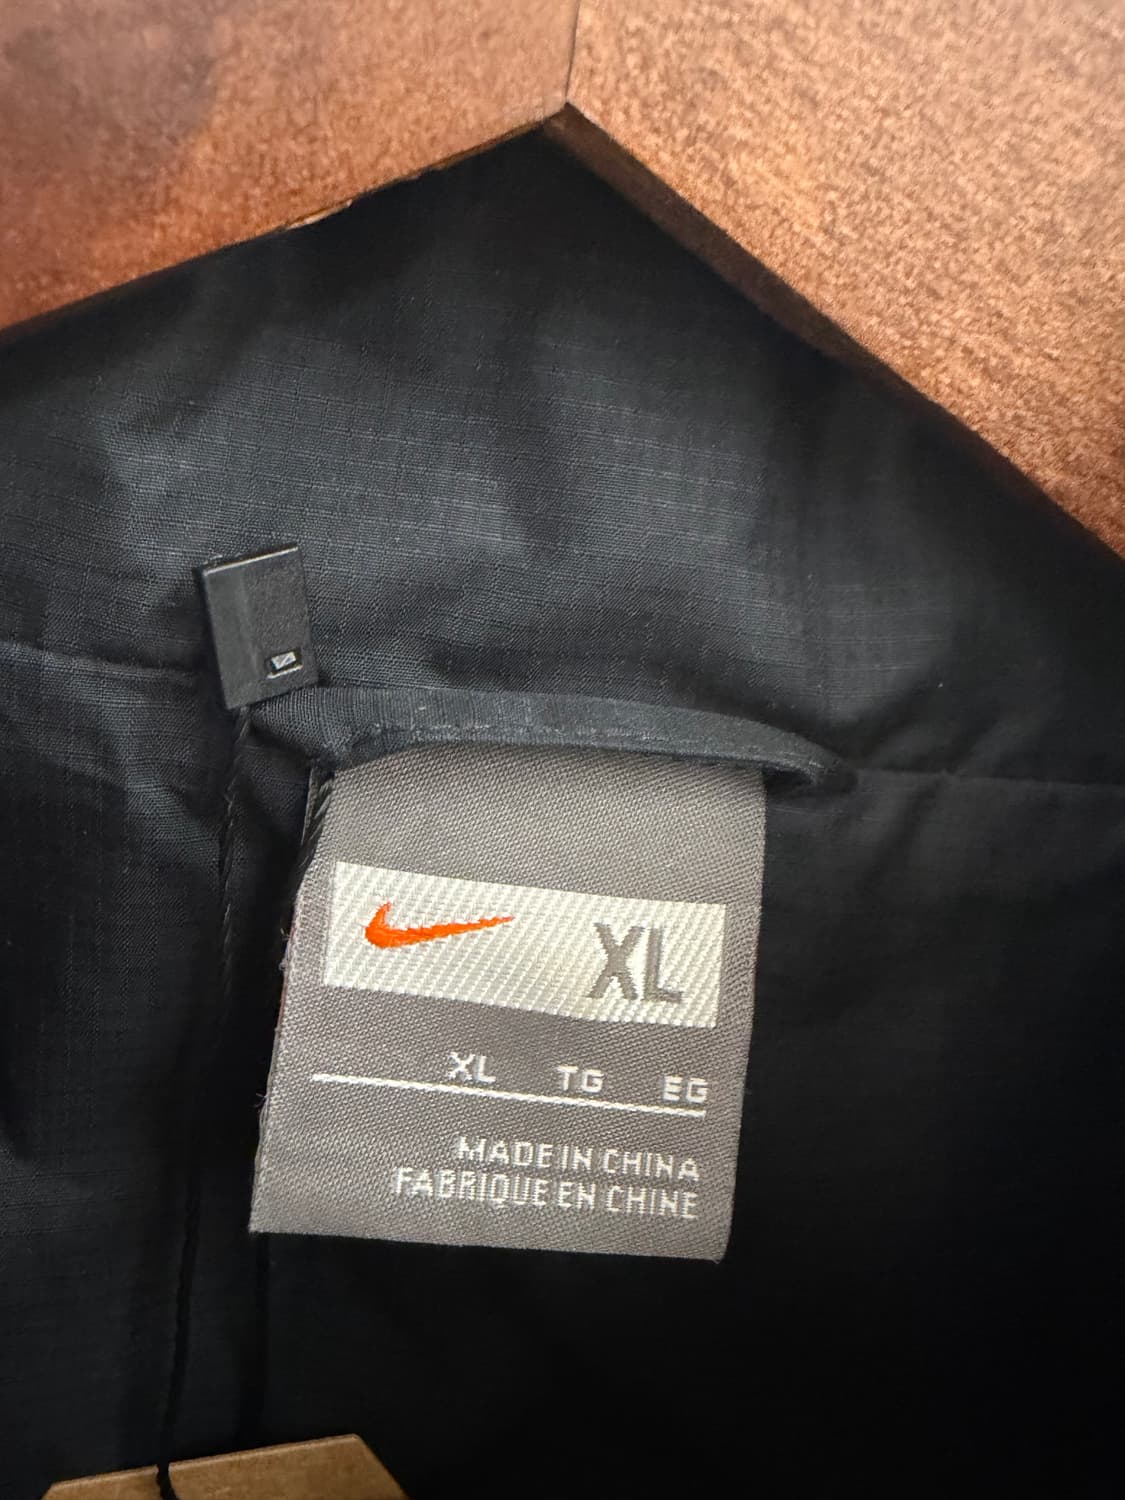 XL
XL TG EG
MADE IN CHINA
FABRIQUE EN CHINE